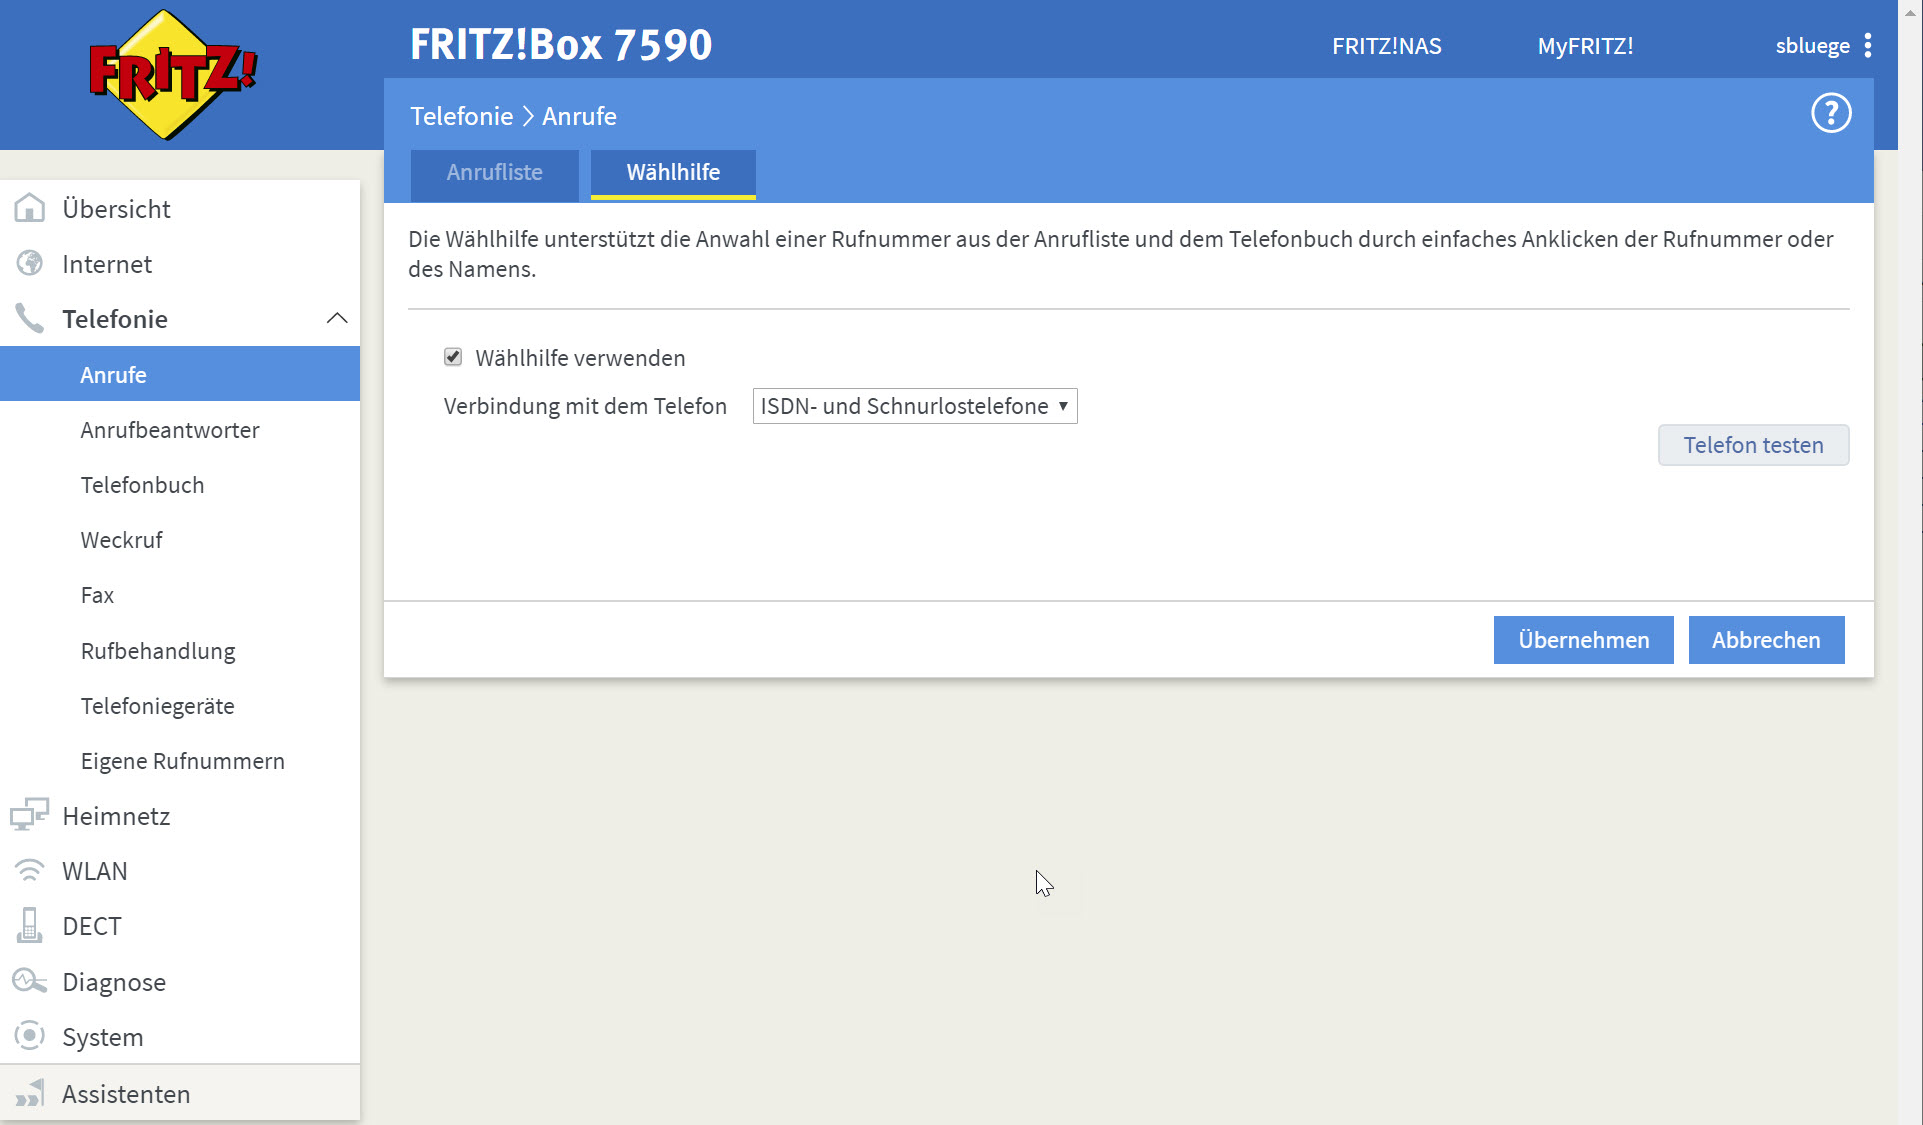 FRITZ!
FRITZ!Box 7590
FRITZ!NAS
MyFRITZ!
sbluege
Telefonie > Anrufe
?
Anrufliste
Wählhilfe
Übersicht
Internet
Telefonie
Anrufe
Anrufbeantworter
Telefonbuch
Weckruf
Fax
Rufbehandlung
Telefoniegeräte
Eigene Rufnummern
Heimnetz
WLAN
DECT
Diagnose
System
Assistenten
Die Wählhilfe unterstützt die Anwahl einer Rufnummer aus der Anrufliste und dem Telefonbuch durch einfaches Anklicken der Rufnummer oder
des Namens.
Wählhilfe verwenden
Verbindung mit dem Telefon
ISDN- und Schnurlostelefone
Telefon testen
Übernehmen
Abbrechen